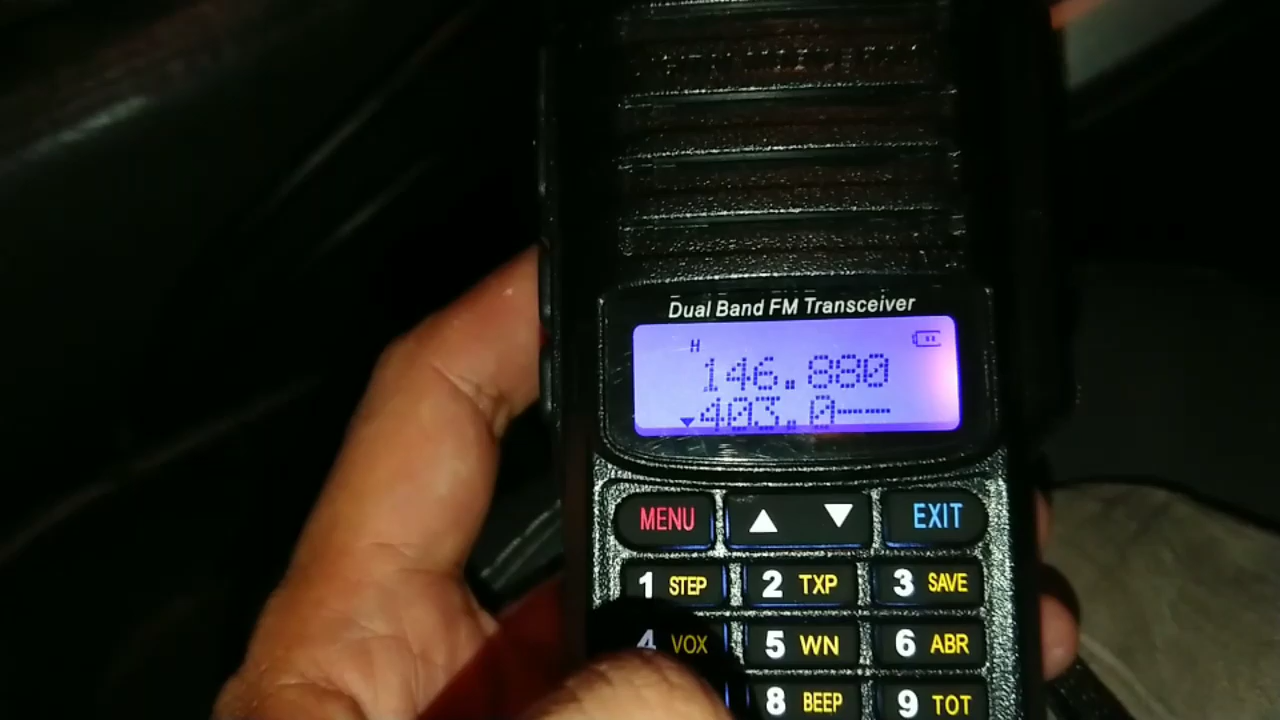 Dual Band FM Transceiver
H
146.880
403.0---
MENU ▲ ▼ EXIT
1 STEP 2 TXP 3 SAVE
4 VOX 5 WN 6 ABR
8 BEEP 9 TOT